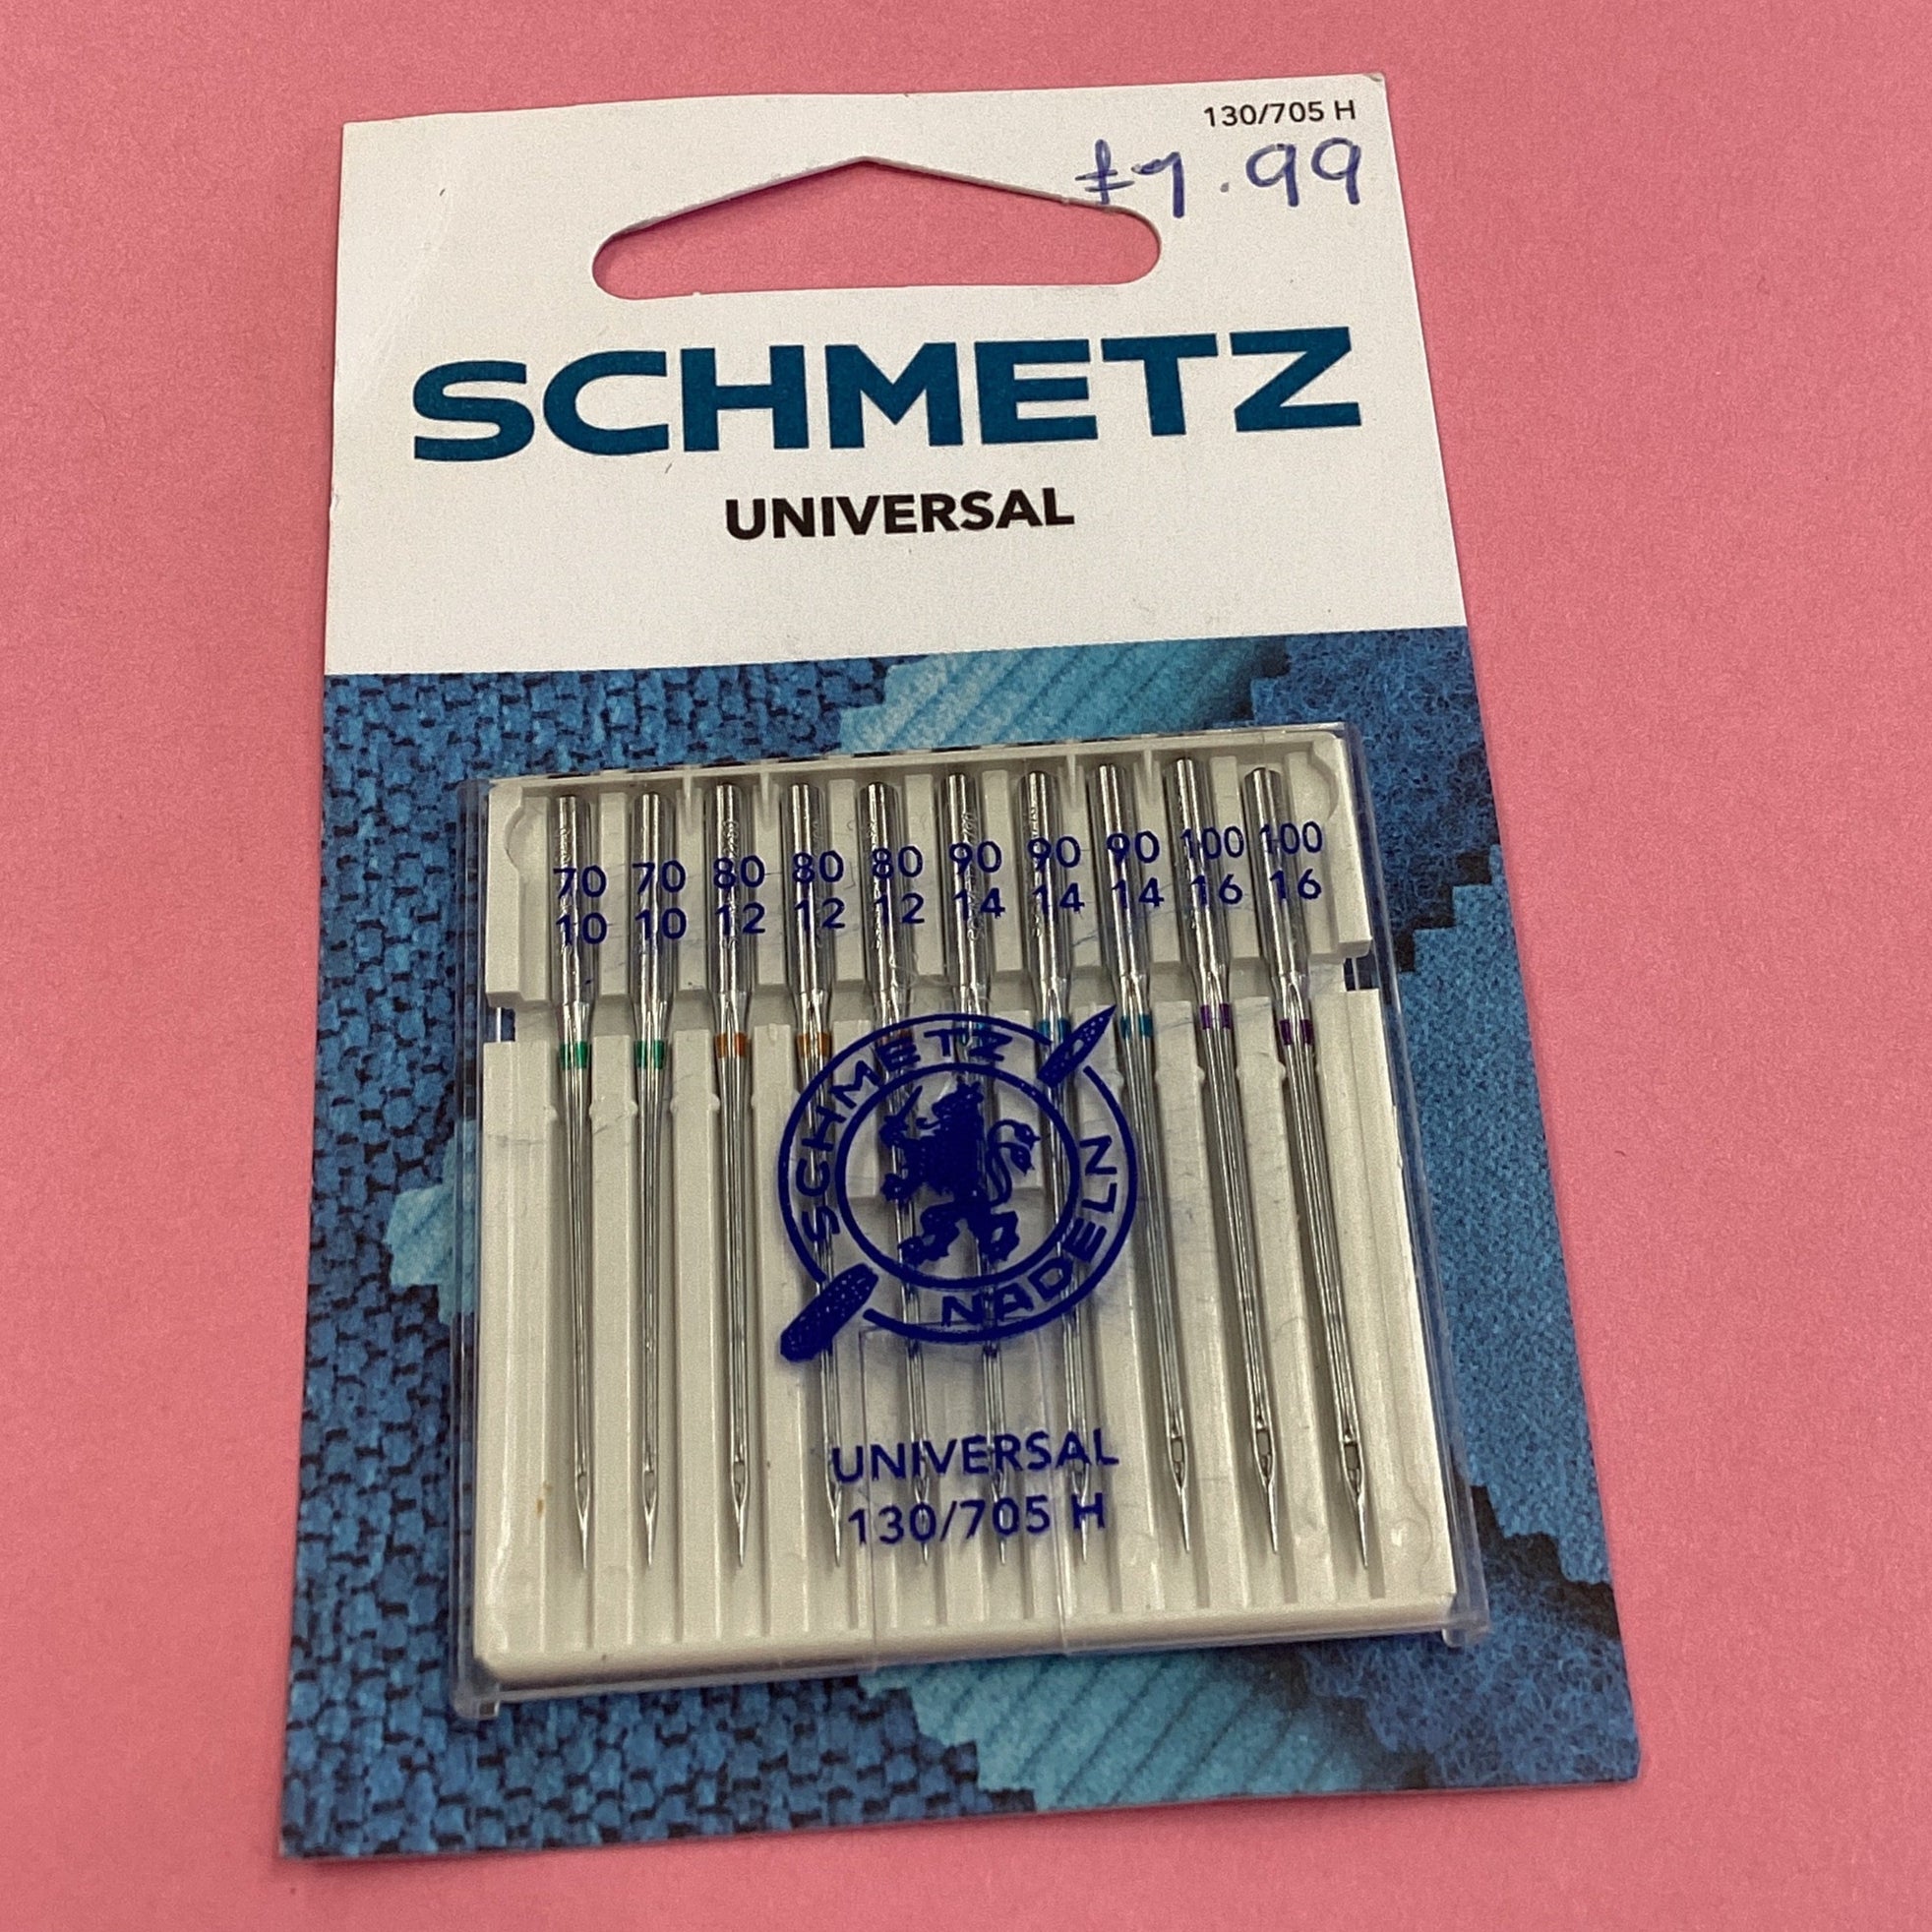 130/705 H
£7.99
SCHMETZ
UNIVERSAL
70 70 80 80 80 90 90 90 100 100
10 10 12 12 12 14 14 14 16 16
SCHMETZ
NADELN
UNIVERSAL
130/705 H